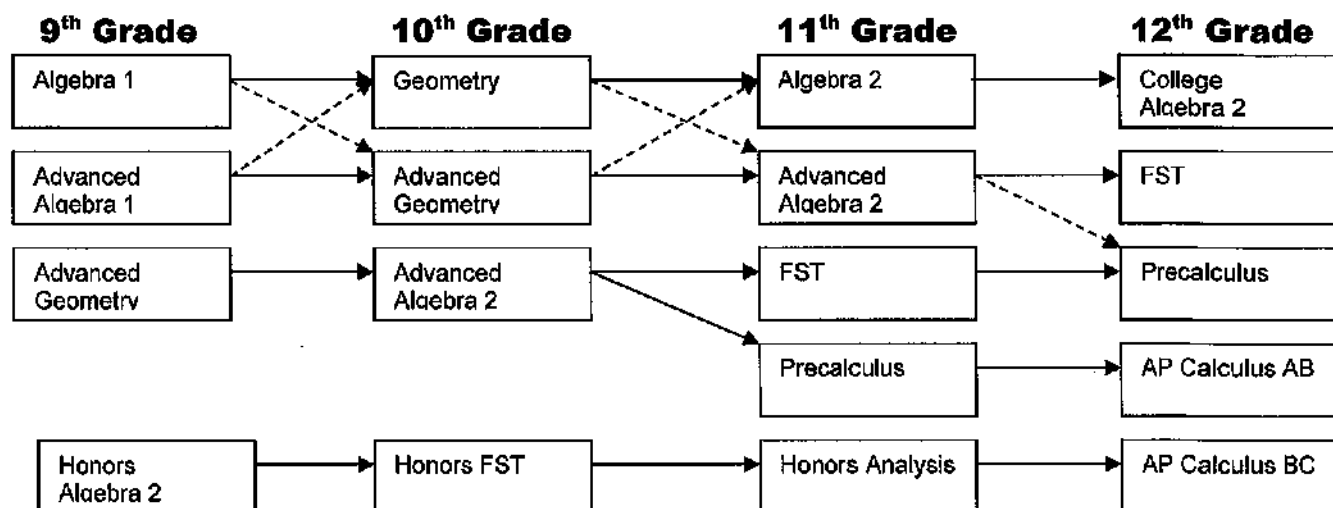 9th Grade 10th Grade 11th Grade 12th Grade
Algebra 1 Geometry Algebra 2 College
Algebra 2
Advanced
Algebra 1
Advanced
Geometry
Advanced
Algebra 2
FST
Advanced
Geometry
Advanced
Algebra 2
FST Precalculus
Precalculus AP Calculus AB
Honors
Algebra 2
Honors FST Honors Analysis AP Calculus BC